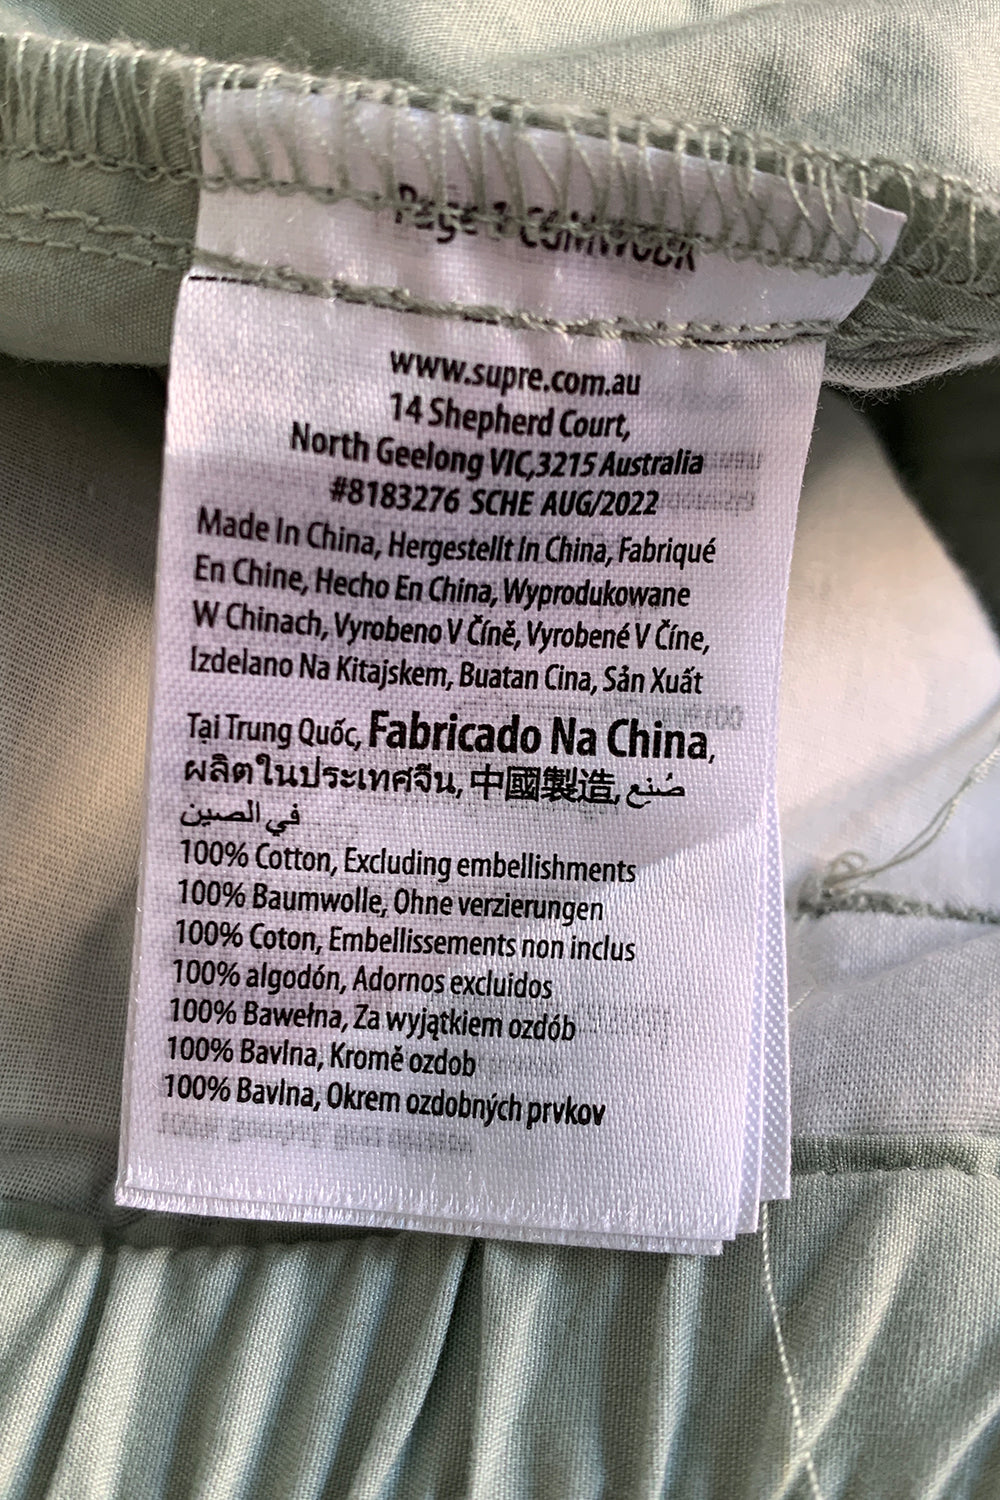 Page 1
www.supre.com.au
14 Shepherd Court,
North Geelong VIC,3215 Australia
#8183276 SCHE AUG/2022
Made In China, Hergestellt In China, Fabriqué
En Chine, Hecho En China, Wyprodukowane
W Chinach, Vyrobeno V Číně, Vyrobené V Číne,
Izdelano Na Kitajskem, Buatan Cina, Sản Xuất
Tại Trung Quốc, Fabricado Na China,
ผลิตในประเทศจีน, 中國製造, صُنع
في الصين
100% Cotton, Excluding embellishments
100% Baumwolle, Ohne verzierungen
100% Coton, Embellissements non inclus
100% algodón, Adornos excluidos
100% Bawełna, Za wyjątkiem ozdób
100% Bavlna, Kromě ozdob
100% Bavlna, Okrem ozdobných prvkov